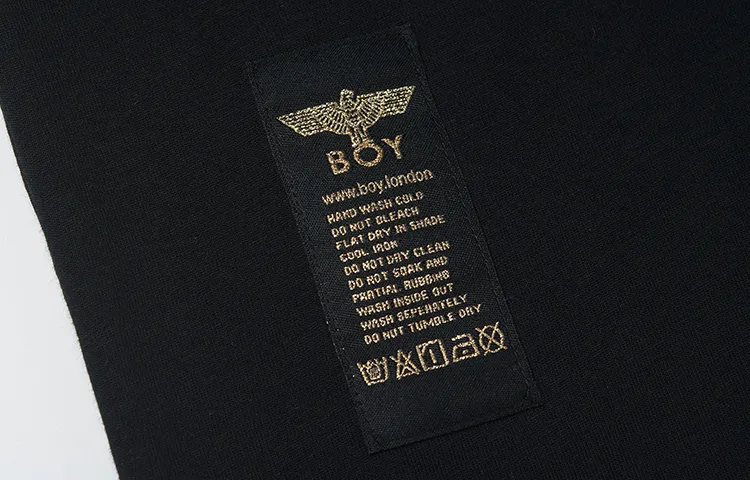 BOY
www.boy.london
HAND WASH COLD
DO NOT BLEACH
FLAT DRY IN SHADE
COOL IRON
DO NOT DRY CLEAN
DO NOT SOAK AND
PARTIAL RUBBING
WASH INSIDE OUT
WASH SEPERATELY
DO NOT TUMBLE DRY